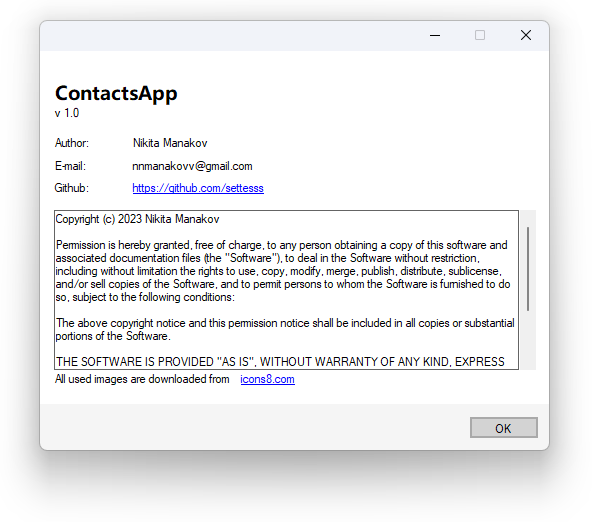 ContactsApp
v 1.0
Author: Nikita Manakov
E-mail: nnmanakovv@gmail.com
Github: https://github.com/settesss
Copyright (c) 2023 Nikita Manakov
Permission is hereby granted, free of charge, to any person obtaining a copy of this software and
associated documentation files (the "Software"), to deal in the Software without restriction,
including without limitation the rights to use, copy, modify, merge, publish, distribute, sublicense,
and/or sell copies of the Software, and to permit persons to whom the Software is furnished to do
so, subject to the following conditions:
The above copyright notice and this permission notice shall be included in all copies or substantial
portions of the Software.
THE SOFTWARE IS PROVIDED "AS IS", WITHOUT WARRANTY OF ANY KIND, EXPRESS
All used images are downloaded from icons8.com
OK